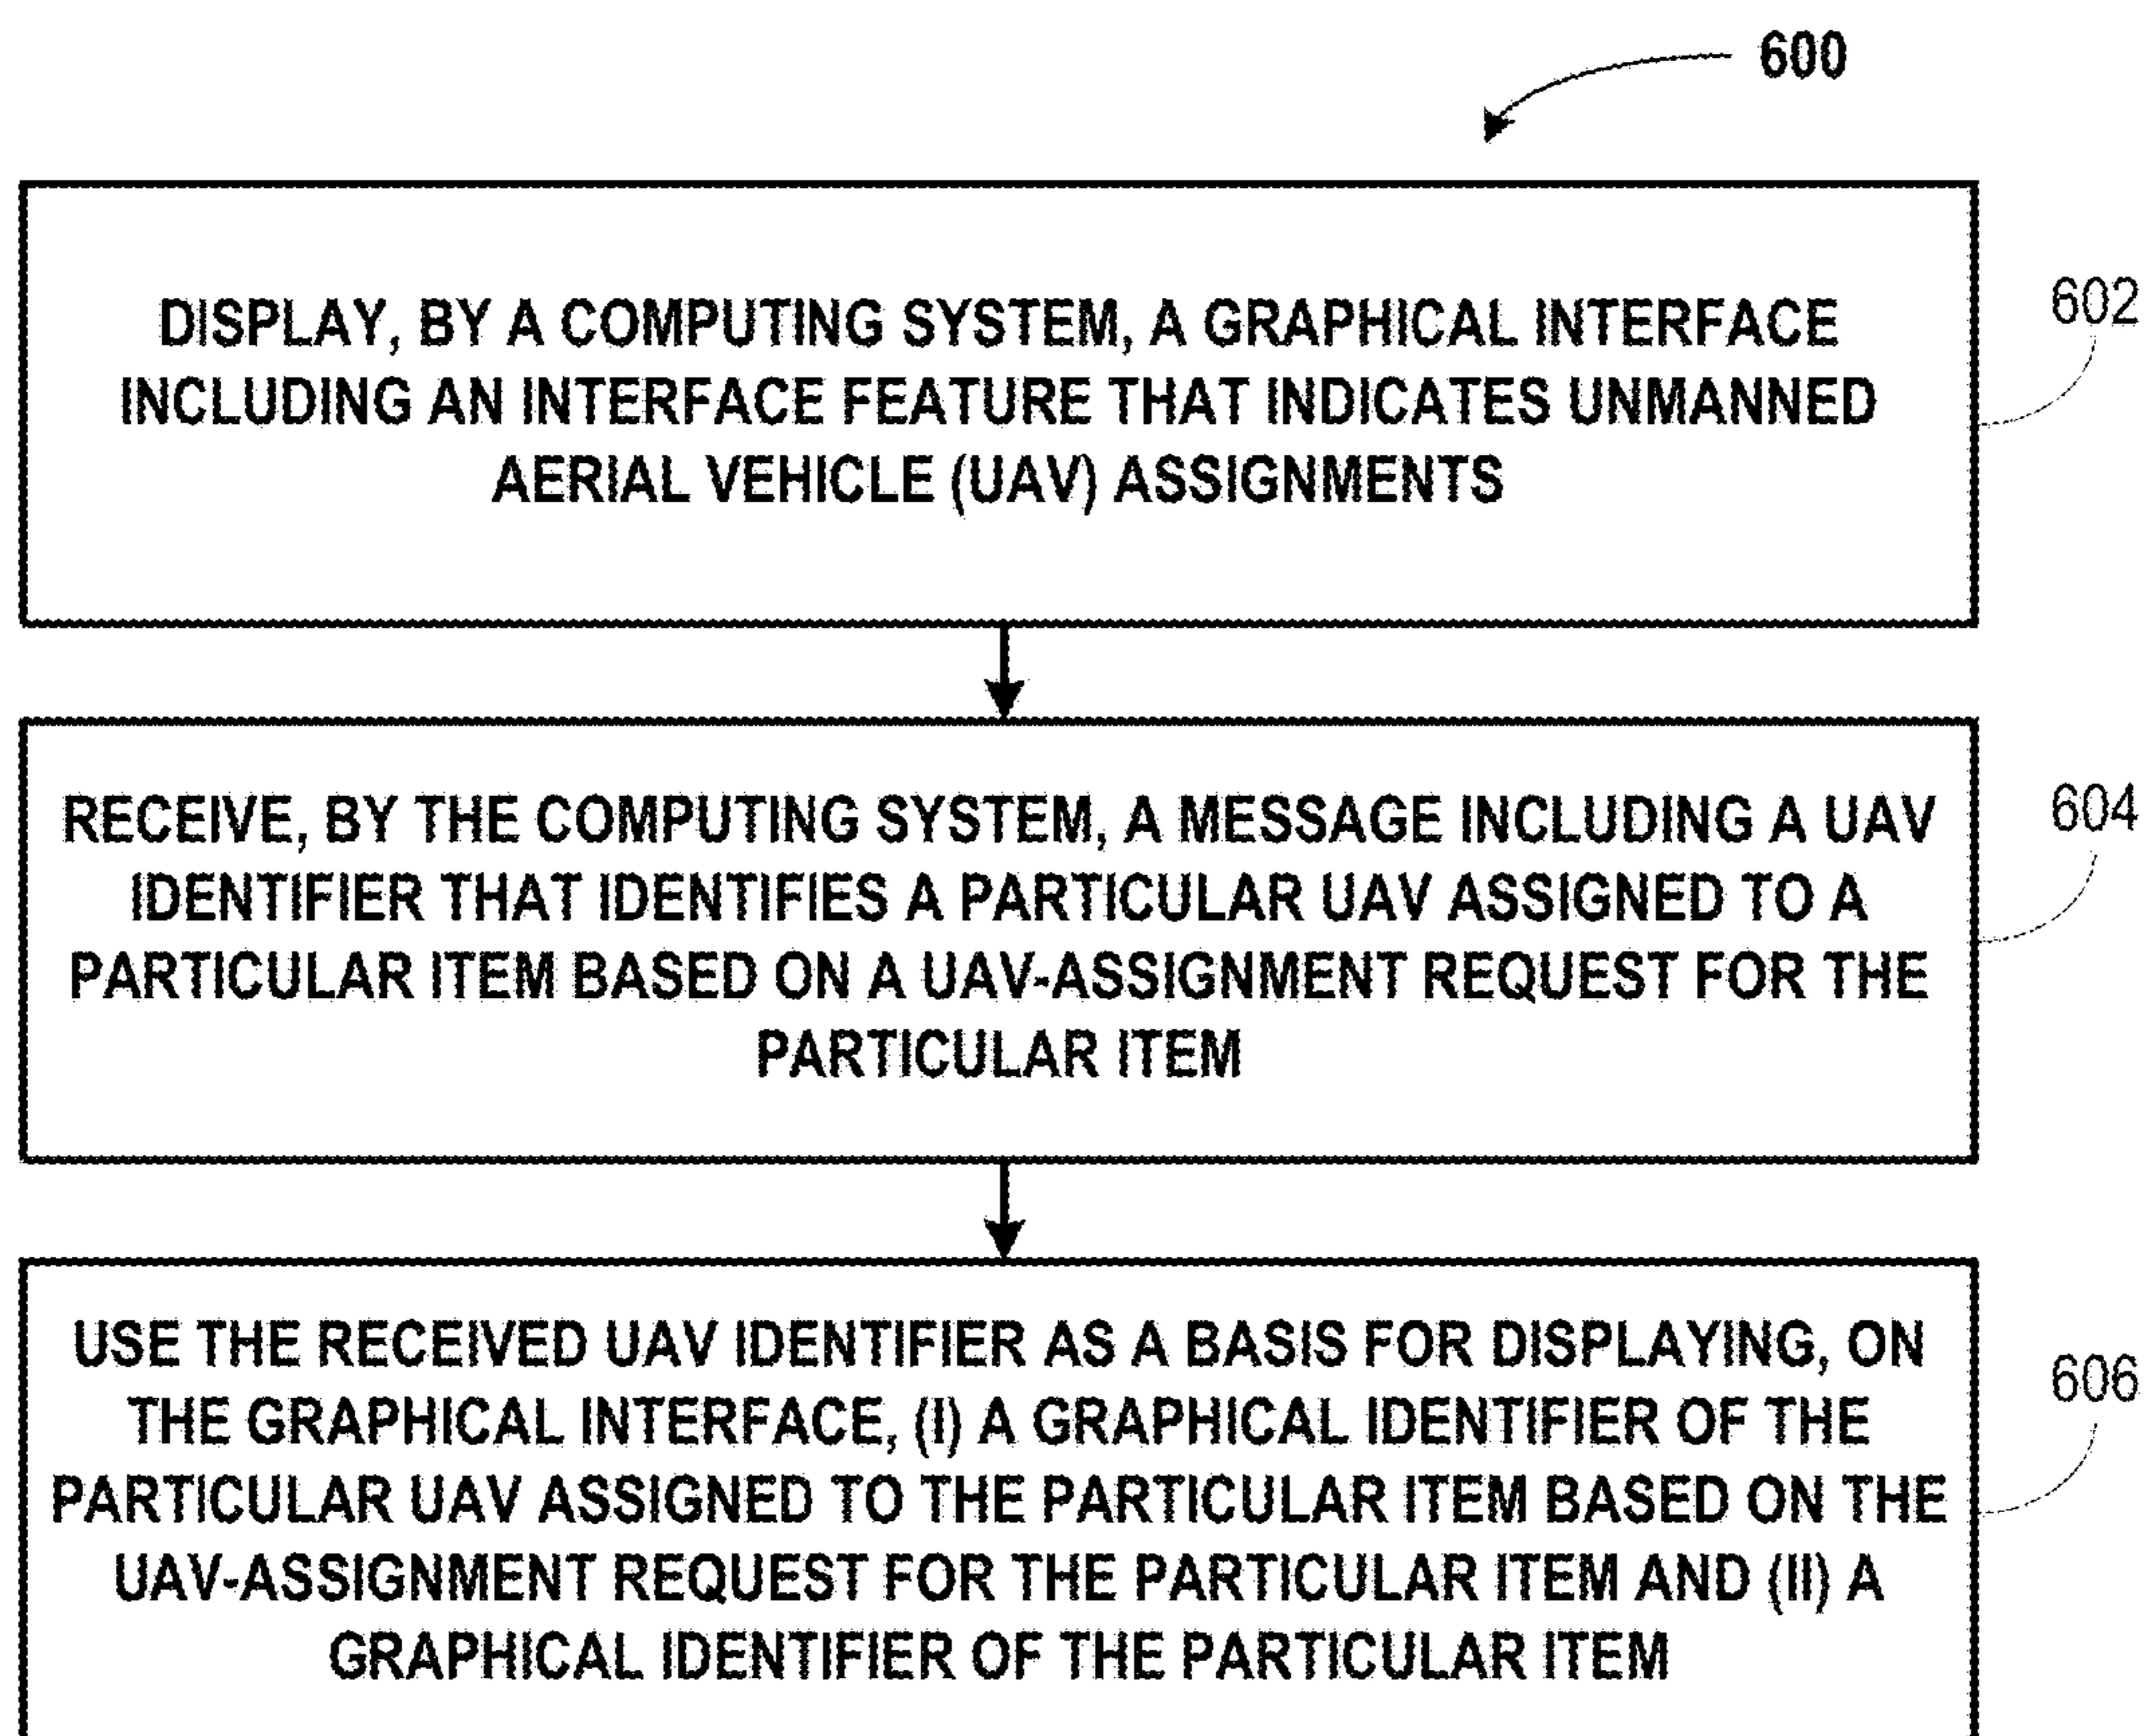 600
DISPLAY, BY A COMPUTING SYSTEM, A GRAPHICAL INTERFACE
INCLUDING AN INTERFACE FEATURE THAT INDICATES UNMANNED
AERIAL VEHICLE (UAV) ASSIGNMENTS
602
RECEIVE, BY THE COMPUTING SYSTEM, A MESSAGE INCLUDING A UAV
IDENTIFIER THAT IDENTIFIES A PARTICULAR UAV ASSIGNED TO A
PARTICULAR ITEM BASED ON A UAV-ASSIGNMENT REQUEST FOR THE
PARTICULAR ITEM
604
USE THE RECEIVED UAV IDENTIFIER AS A BASIS FOR DISPLAYING, ON
THE GRAPHICAL INTERFACE, (I) A GRAPHICAL IDENTIFIER OF THE
PARTICULAR UAV ASSIGNED TO THE PARTICULAR ITEM BASED ON THE
UAV-ASSIGNMENT REQUEST FOR THE PARTICULAR ITEM AND (II) A
GRAPHICAL IDENTIFIER OF THE PARTICULAR ITEM
606